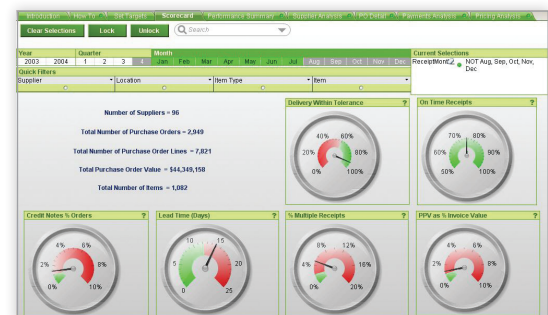 Introduction How To Set Targets Scorecard Performance Summary Supplier Analysis PO Detail Payments Analysis Pricing Analysis
Clear Selections Lock Unlock Search
Year Quarter Month Current Selections
2003 2004 1 2 3 4 Jan Feb Mar Apr May Jun Jul Aug Sep Oct Nov Dec
ReceiptMont NOT Aug, Sep, Oct, Nov, Dec
Quick Filters
Supplier Location Item Type Item
Number of Suppliers = 96
Total Number of Purchase Orders = 2,949
Total Number of Purchase Order Lines = 7,821
Total Purchase Order Value = $44,349,158
Total Number of Items = 1,082
Delivery Within Tolerance ?
0% 20% 40% 60% 80% 100%
On Time Receipts ?
50% 60% 70% 80% 90% 100%
Credit Notes % Orders ?
0% 2% 4% 6% 8% 10%
Lead Time (Days) ?
0 5 10 15 20 25
% Multiple Receipts ?
0% 4% 8% 12% 16% 20%
PPV as % Invoice Value ?
0% 2% 4% 6% 8% 10%